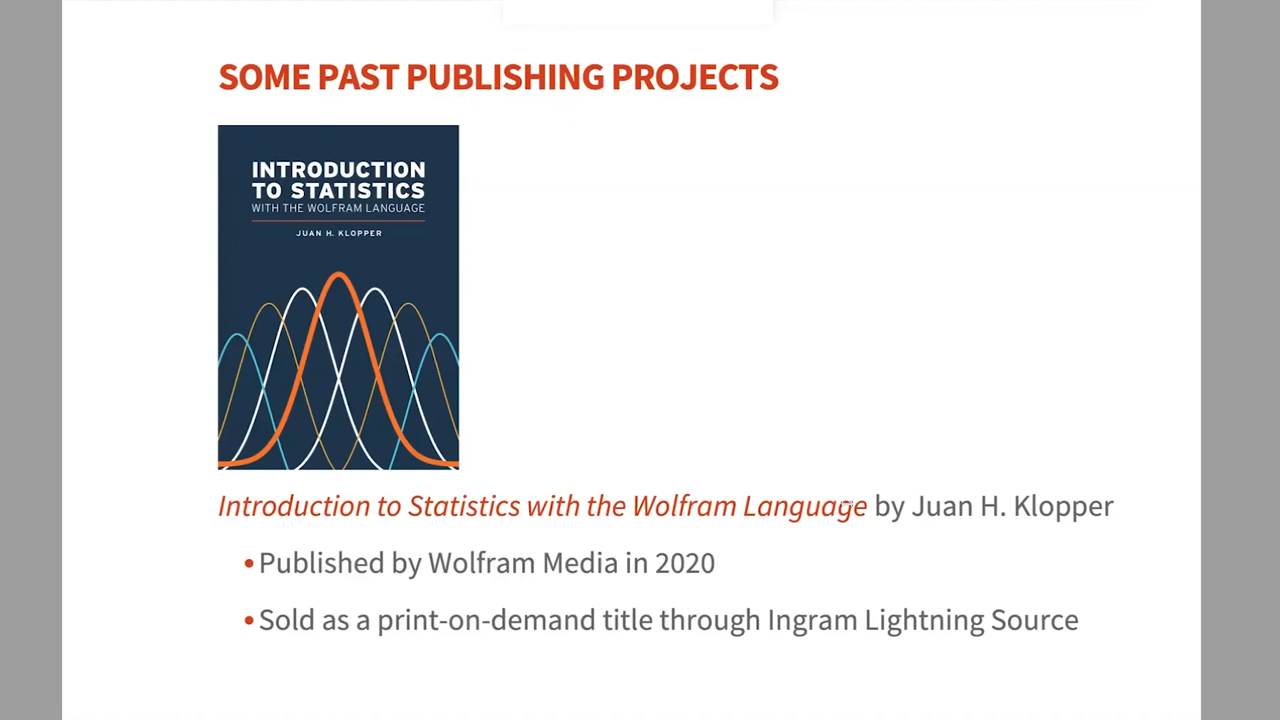 SOME PAST PUBLISHING PROJECTS
INTRODUCTION
TO STATISTICS
WITH THE WOLFRAM LANGUAGE
JUAN H. KLOPPER
Introduction to Statistics with the Wolfram Language by Juan H. Klopper
•Published by Wolfram Media in 2020
•Sold as a print-on-demand title through Ingram Lightning Source